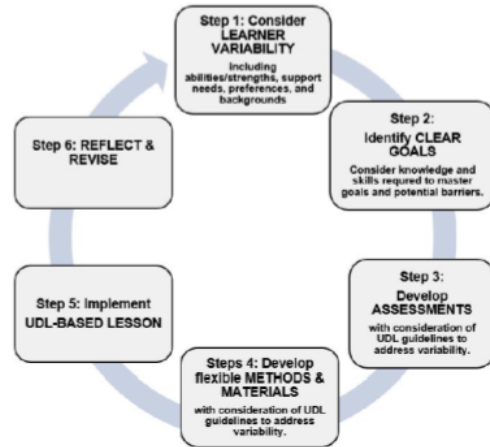 Step 1: Consider
LEARNER
VARIABILITY
Including
abilities/strengths, support
needs, preferences, and
backgrounds
Step 2:
Identify CLEAR
GOALS
Consider knowledge and
skills requred to master
goals and potential barriers.
Step 3:
Develop
ASSESSMENTS
with consideration of
UDL guidelines to
address variability.
Steps 4: Develop
flexible METHODS &
MATERIALS
with consideration of UDL
guidelines to address
variability.
Step 5: Implement
UDL-BASED LESSON
Step 6: REFLECT &
REVISE